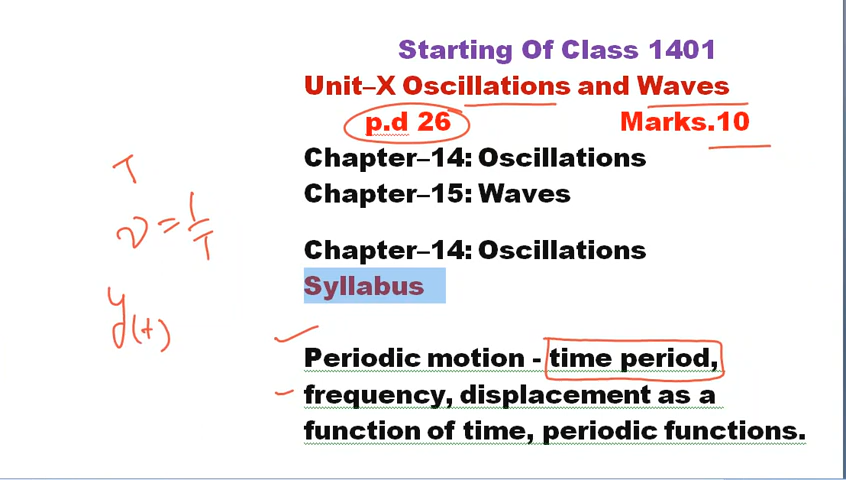 Starting Of Class 1401
Unit–X Oscillations and Waves
p.d 26 Marks.10
Chapter–14: Oscillations
Chapter–15: Waves
T
ν = 1/T
Chapter–14: Oscillations
Syllabus
y(t)
Periodic motion - time period,
frequency, displacement as a
function of time, periodic functions.